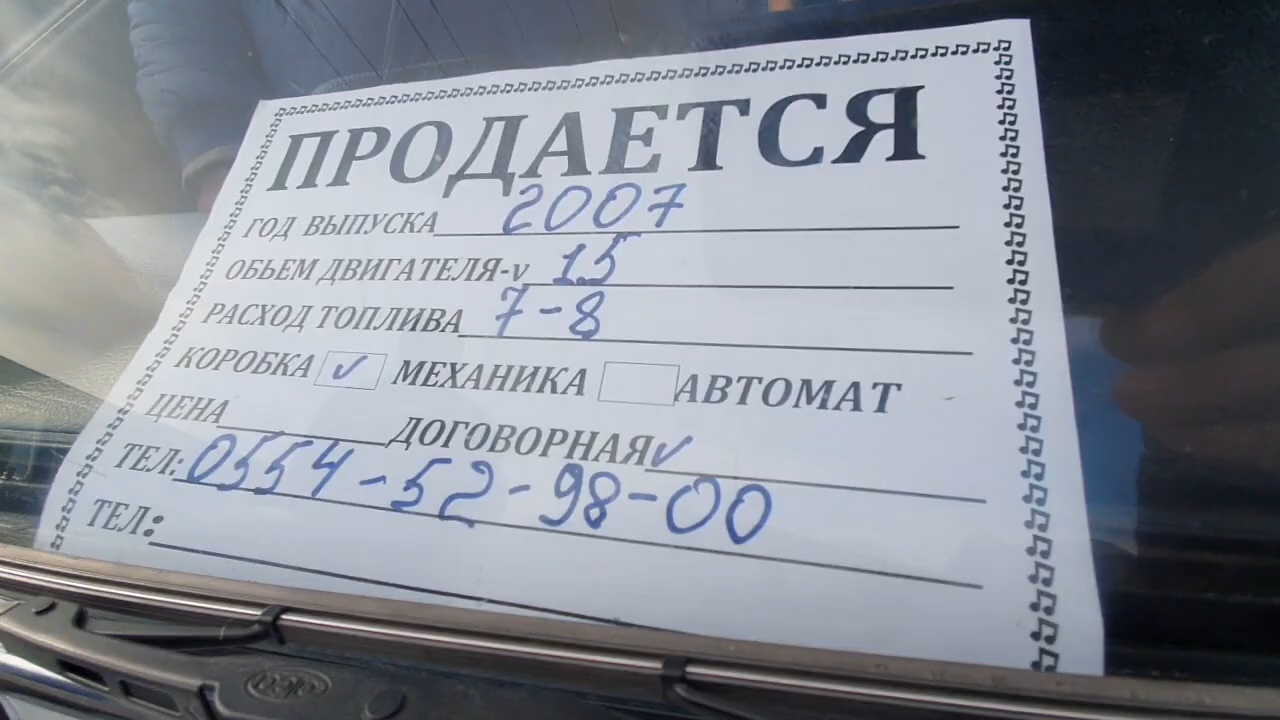 ПРОДАЕТСЯ
ГОД ВЫПУСКА 2007
ОБЬЕМ ДВИГАТЕЛЯ-v 1.5
РАСХОД ТОПЛИВА 7-8
КОРОБКА ✓ МЕХАНИКА АВТОМАТ
ЦЕНА ДОГОВОРНАЯ ✓
ТЕЛ: 0554-52-98-00
ТЕЛ: